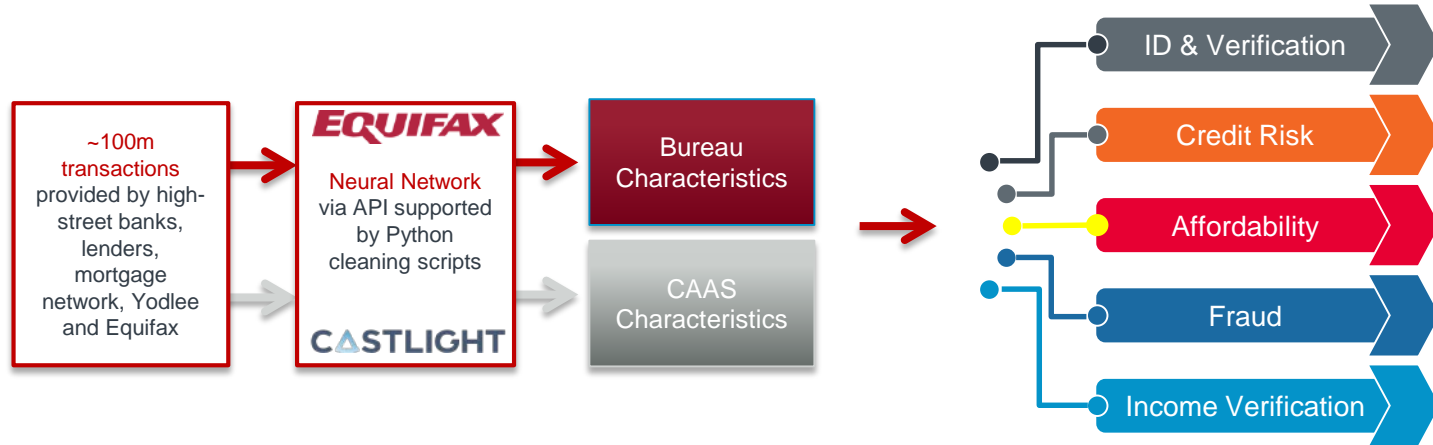 ~100m
transactions
provided by high-
street banks,
lenders,
mortgage
network, Yodlee
and Equifax
EQUIFAX
Neural Network
via API supported
by Python
cleaning scripts
CASTLIGHT
Bureau
Characteristics
CAAS
Characteristics
ID & Verification
Credit Risk
Affordability
Fraud
Income Verification